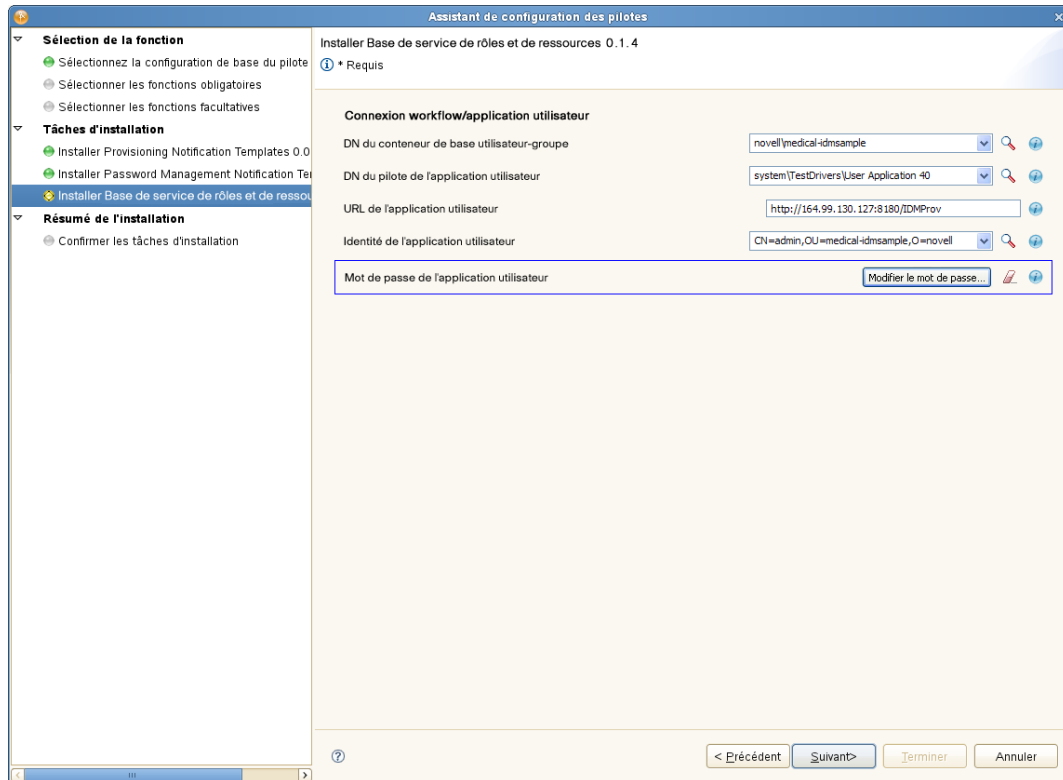 Assistant de configuration des pilotes
Sélection de la fonction
Sélectionnez la configuration de base du pilote
Sélectionner les fonctions obligatoires
Sélectionner les fonctions facultatives
Tâches d'installation
Installer Provisioning Notification Templates 0.0
Installer Password Management Notification Te
Installer Base de service de rôles et de ressou
Résumé de l'installation
Confirmer les tâches d'installation
Installer Base de service de rôles et de ressources 0.1.4
* Requis
Connexion workflow/application utilisateur
DN du conteneur de base utilisateur-groupe
novell\medical-idmsample
DN du pilote de l'application utilisateur
system\TestDrivers\User Application 40
URL de l'application utilisateur
http://164.99.130.127:8180/IDMProv
Identité de l'application utilisateur
CN=admin,OU=medical-idmsample,O=novell
Mot de passe de l'application utilisateur
Modifier le mot de passe...
< Précédent
Suivant>
Terminer
Annuler